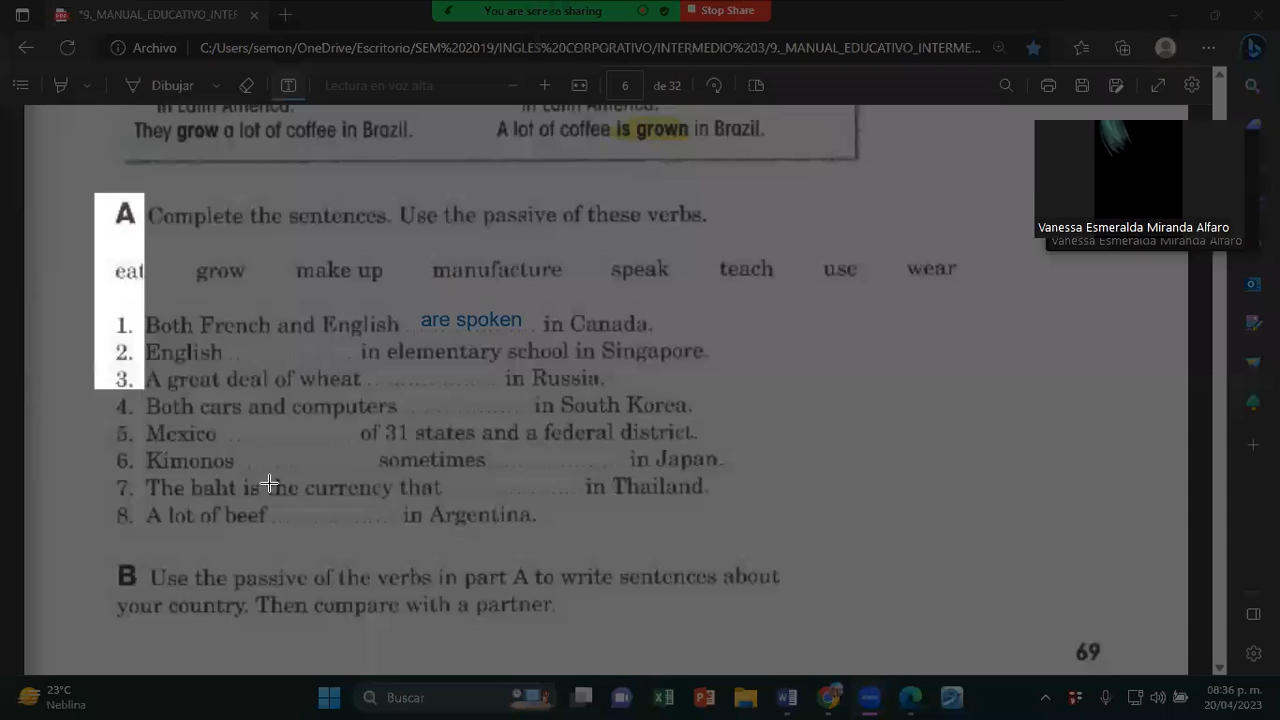 *9_MANUAL_EDUCATIVO_INTER
You are screen sharing
Stop Share
Archivo
C:/Users/semon/OneDrive/Escritorio/SEM%202019/INGLES%20CORPORATIVO/INTERMEDIO%203/9._MANUAL_EDUCATIVO_INTERME...
Dibujar
Lectura en voz alta
6
de 32
in Latin America.
in Latin America.
They grow a lot of coffee in Brazil.
A lot of coffee is grown in Brazil.
Vanessa Esmeralda Miranda Alfaro
Vanessa Esmeralda Miranda Alfaro
A Complete the sentences. Use the passive of these verbs.
eat grow make up manufacture speak teach use wear
1. Both French and English are spoken in Canada.
2. English .............. in elementary school in Singapore.
3. A great deal of wheat .............. in Russia.
4. Both cars and computers .............. in South Korea.
5. Mexico .............. of 31 states and a federal district.
6. Kimonos .............. sometimes .............. in Japan.
7. The baht is the currency that .............. in Thailand.
8. A lot of beef .............. in Argentina.
B Use the passive of the verbs in part A to write sentences about
your country. Then compare with a partner.
69
23°C
Neblina
Buscar
08:36 p. m.
20/04/2023